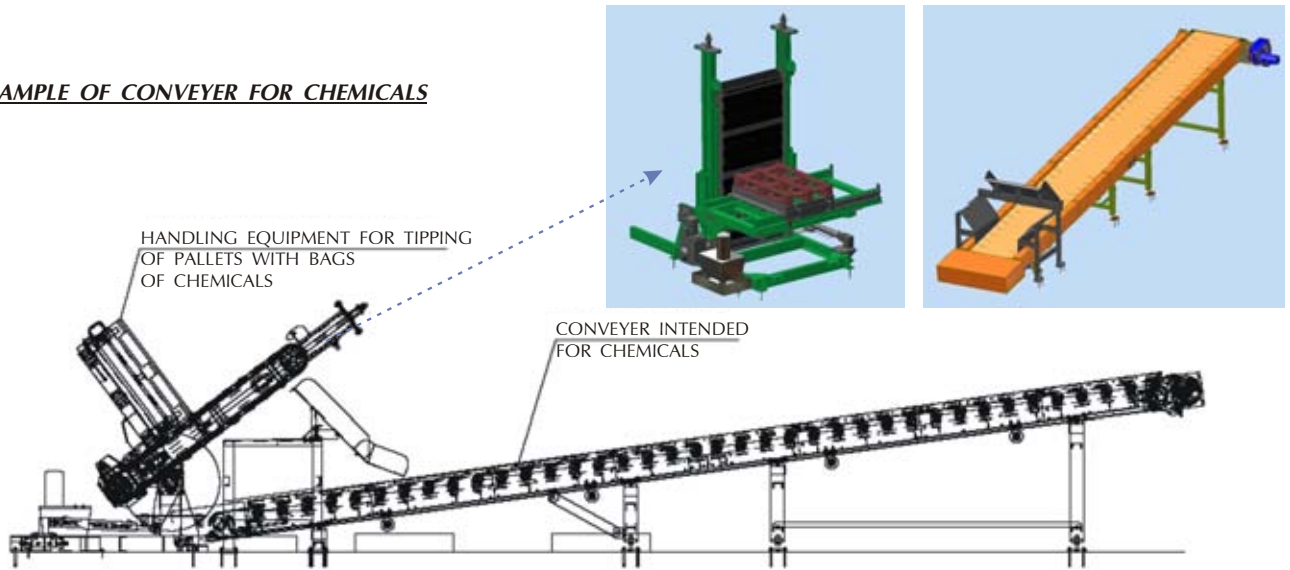 AMPLE OF CONVEYER FOR CHEMICALS
HANDLING EQUIPMENT FOR TIPPING
OF PALLETS WITH BAGS
OF CHEMICALS
CONVEYER INTENDED
FOR CHEMICALS